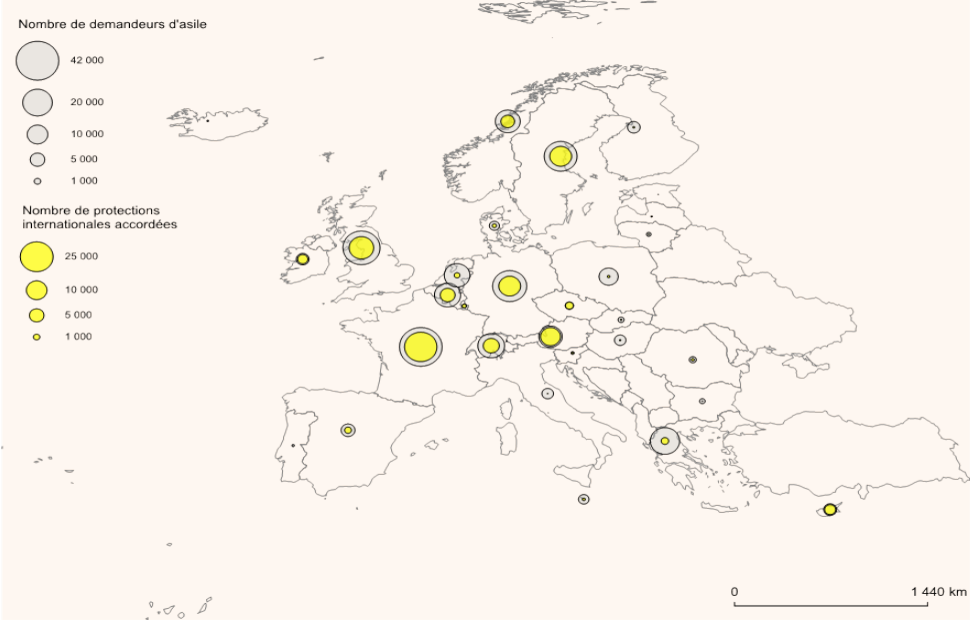 Nombre de demandeurs d'asile
42 000
20 000
10 000
5 000
1 000
Nombre de protections
internationales accordées
25 000
10 000
5 000
1 000
0 1 440 km